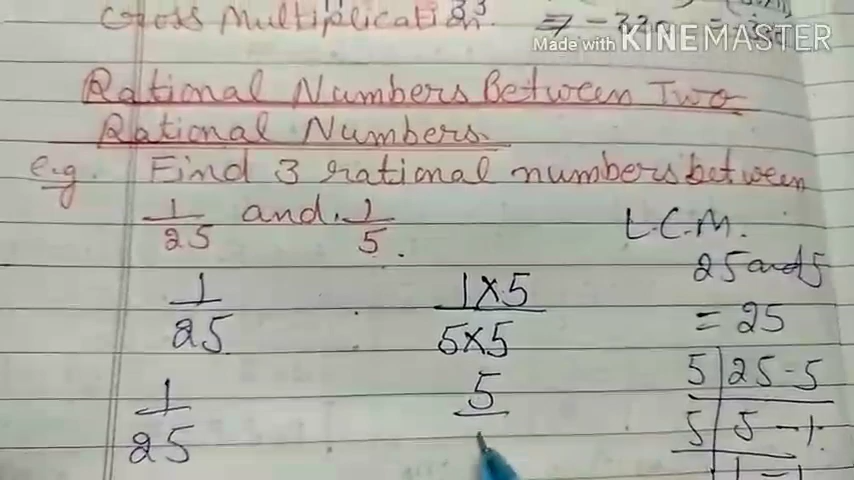 Cross Multiplication.
Made with KINEMASTER
Rational Numbers Between Two
Rational Numbers.
e.g. Find 3 rational numbers between
1/25 and 1/5.
L.C.M.
25 and 5
= 25
1/25 1×5/5×5
5 | 25 - 5
5 | 5 - 1
1 - 1
1/25 5